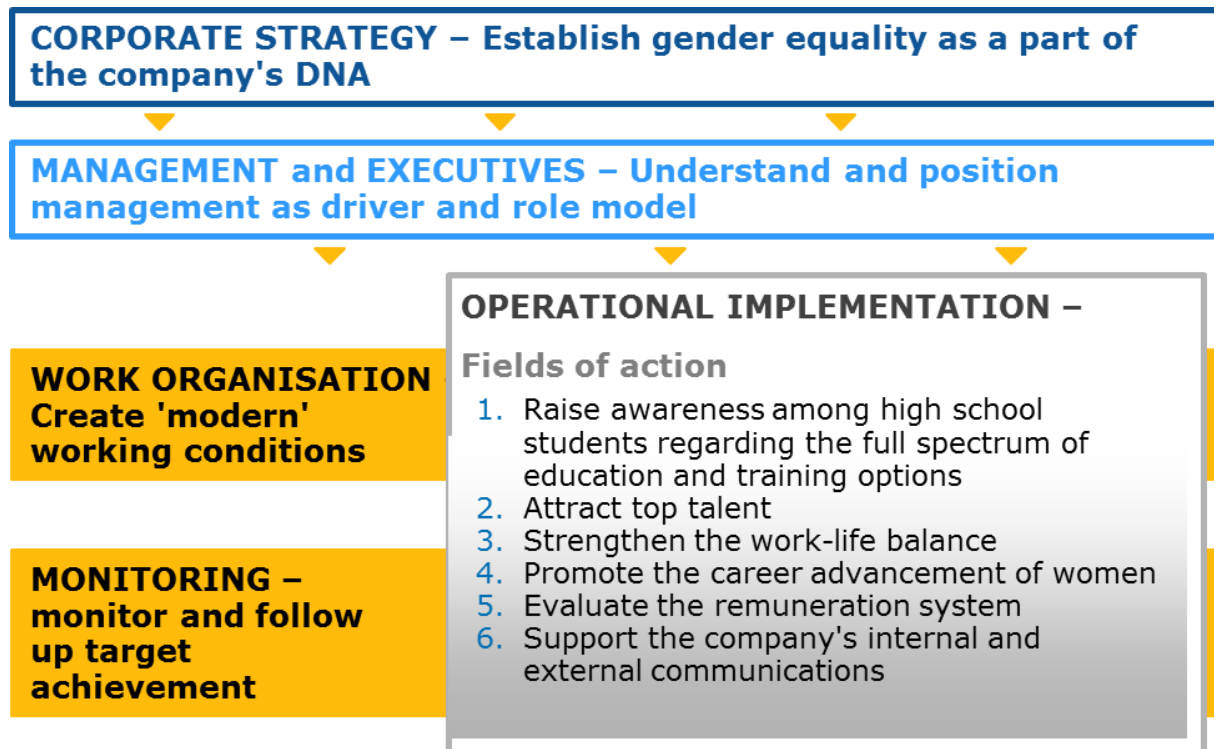 CORPORATE STRATEGY – Establish gender equality as a part of
the company's DNA
MANAGEMENT and EXECUTIVES – Understand and position
management as driver and role model
WORK ORGANISATION -
Create 'modern'
working conditions
MONITORING –
monitor and follow
up target
achievement
OPERATIONAL IMPLEMENTATION –
Fields of action
1. Raise awareness among high school
students regarding the full spectrum of
education and training options
2. Attract top talent
3. Strengthen the work-life balance
4. Promote the career advancement of women
5. Evaluate the remuneration system
6. Support the company's internal and
external communications